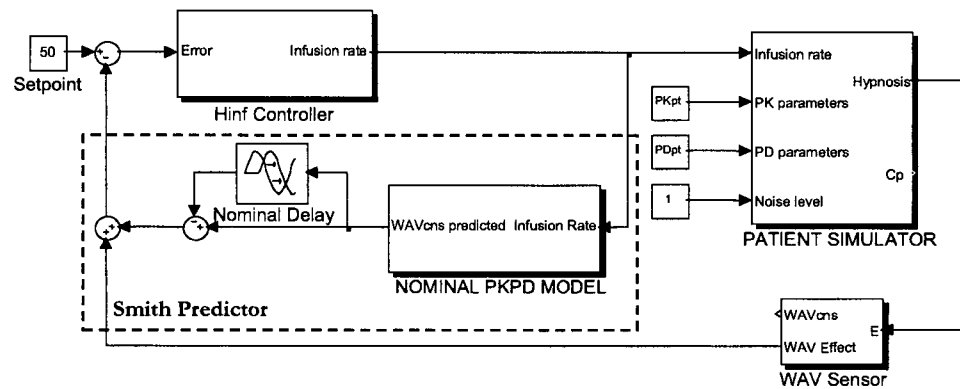 50
Setpoint
Error
Infusion rate
Hinf Controller
Infusion rate
Hypnosis
PKpt
PK parameters
PDpt
PD parameters
Cp
1
Noise level
PATIENT SIMULATOR
Nominal Delay
WAVcns predicted
Infusion Rate
NOMINAL PKPD MODEL
Smith Predictor
WAVcns
E
WAV Effect
WAV Sensor